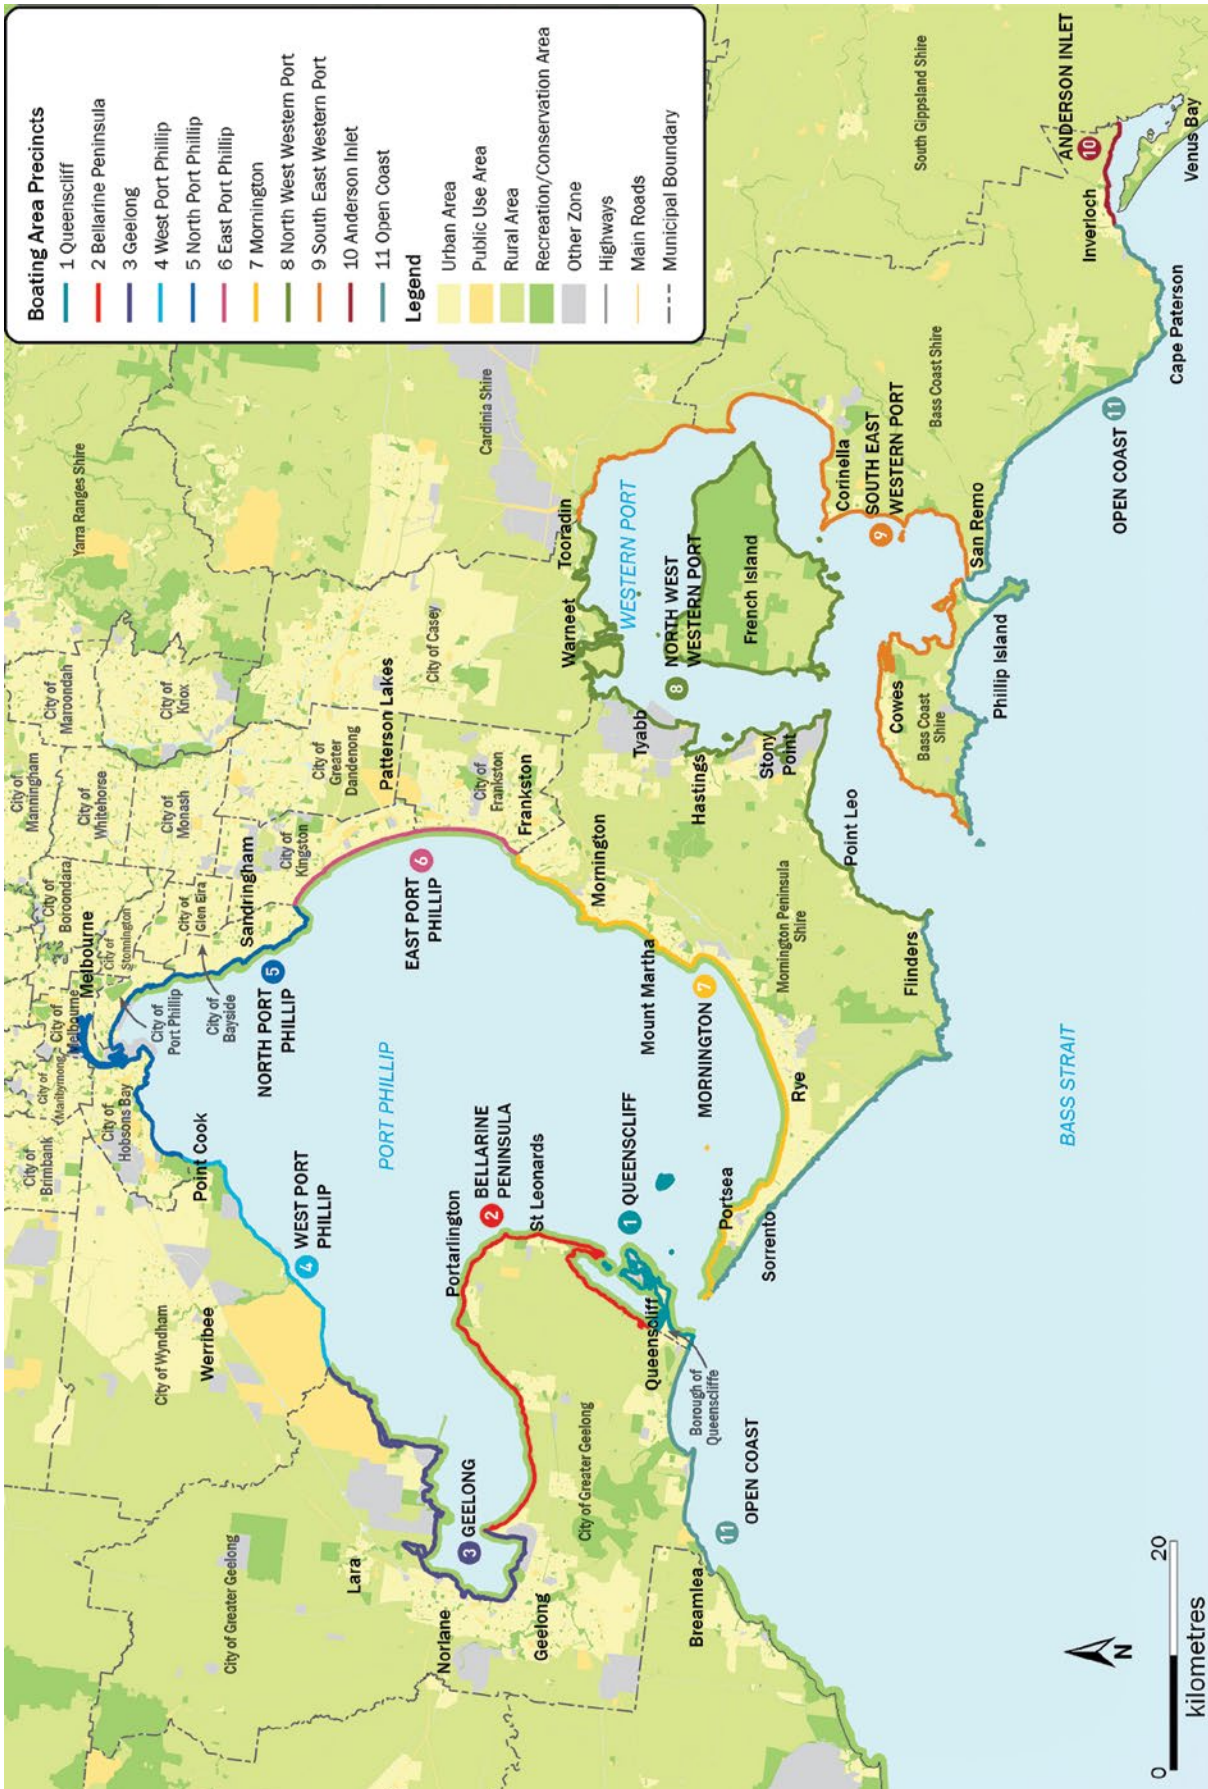 Boating Area Precincts
1 Queenscliff
2 Bellarine Peninsula
3 Geelong
4 West Port Phillip
5 North Port Phillip
6 East Port Phillip
7 Mornington
8 North West Western Port
9 South East Western Port
10 Anderson Inlet
11 Open Coast
Legend
Urban Area
Public Use Area
Rural Area
Recreation/Conservation Area
Other Zone
Highways
Main Roads
Municipal Boundary
City of
Manningham
City of
Maroondah
Yarra Ranges Shire
City of
Boroondara
City of
Whitehorse
City of
Brimbank
City of
Maribyrnong
City of
Melbourne
Melbourne
City of
Stonnington
City of
Monash
City of
Knox
City of
Hobsons Bay
City of
Port Phillip
City of
Glen Eira
City of
Bayside
Sandringham
City of
Kingston
City of
Greater
Dandenong
Patterson Lakes
City of Casey
Cardinia Shire
City of Wyndham
Werribee
Point Cook
4
WEST PORT
PHILLIP
NORTH PORT
PHILLIP
5
EAST PORT
PHILLIP
6
City of
Frankston
Frankston
PORT PHILLIP
City of Greater Geelong
Lara
Norlane
3 GEELONG
Geelong
Portarlington
2
BELLARINE
PENINSULA
St Leonards
City of Greater Geelong
1 QUEENSCLIFF
Queenscliff
Borough of
Queenscliffe
Breamlea
11
OPEN COAST
Mornington
Mount Martha
MORNINGTON 7
Portsea
Sorrento
Rye
Mornington Peninsula
Shire
Flinders
Point Leo
Tyabb
Hastings
Stony
Point
Warneet
Tooradin
WESTERN PORT
8
NORTH WEST
WESTERN PORT
French Island
Corinella
SOUTH EAST
WESTERN PORT
9
Cowes
Bass Coast
Shire
Phillip Island
San Remo
Bass Coast Shire
South Gippsland Shire
OPEN COAST
11
Cape Paterson
Inverloch
ANDERSON INLET
10
Venus Bay
BASS STRAIT
N
0
20
kilometres